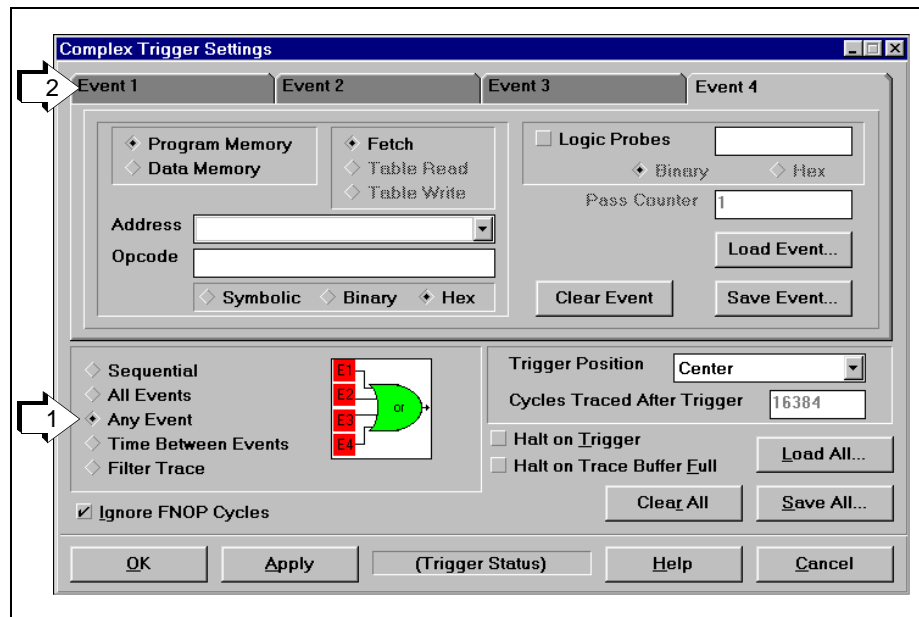 Complex Trigger Settings
2
Event 1
Event 2
Event 3
Event 4
Program Memory
Data Memory
Fetch
Table Read
Table Write
Logic Probes
Binary
Hex
Pass Counter
1
Address
Opcode
Load Event...
Symbolic
Binary
Hex
Clear Event
Save Event...
1
Sequential
All Events
Any Event
Time Between Events
Filter Trace
E1
E2
E3
E4
or
Trigger Position
Center
Cycles Traced After Trigger
16384
Halt on Trigger
Halt on Trace Buffer Full
Load All...
Ignore FNOP Cycles
Clear All
Save All...
OK
Apply
(Trigger Status)
Help
Cancel